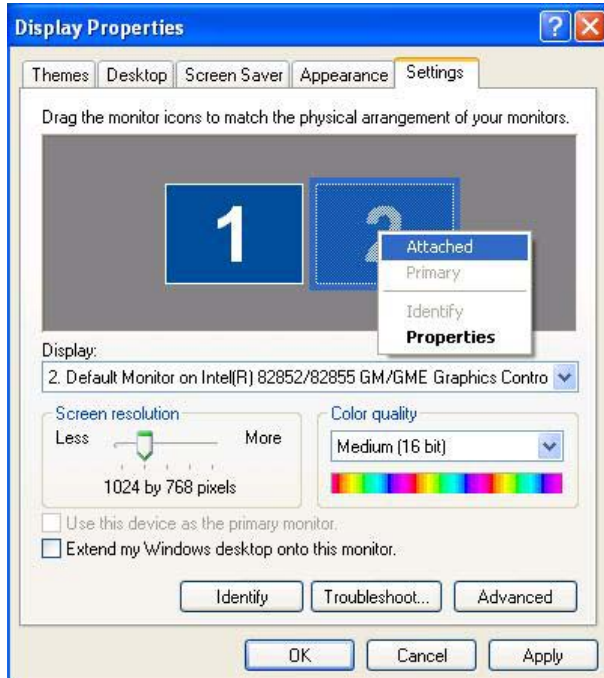 Display Properties
Themes Desktop Screen Saver Appearance Settings
Drag the monitor icons to match the physical arrangement of your monitors.
1 2
Attached
Primary
Identify
Properties
Display:
2. Default Monitor on Intel(R) 82852/82855 GM/GME Graphics Contro
Screen resolution Color quality
Less More Medium (16 bit)
1024 by 768 pixels
Use this device as the primary monitor.
Extend my Windows desktop onto this monitor.
Identify Troubleshoot... Advanced
OK Cancel Apply